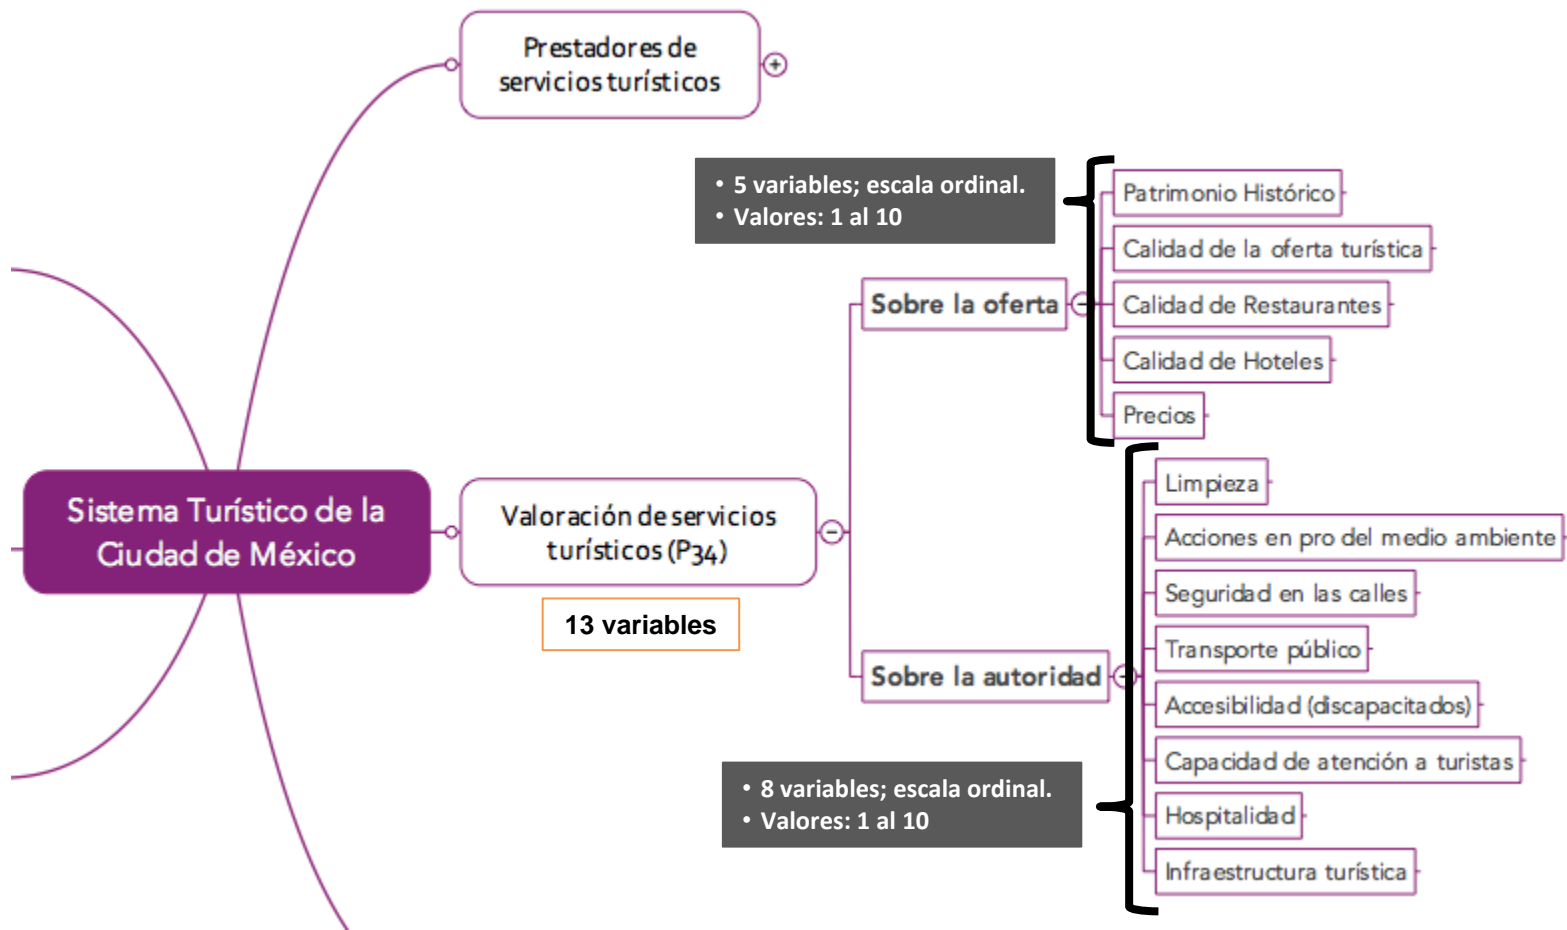 Prestadores de
servicios turísticos
• 5 variables; escala ordinal.
• Valores: 1 al 10
Patrimonio Histórico
Calidad de la oferta turística
Sobre la oferta
Calidad de Restaurantes
Calidad de Hoteles
Precios
Sistema Turístico de la
Ciudad de México
Valoración de servicios
turísticos (P34)
13 variables
Limpieza
Acciones en pro del medio ambiente
Seguridad en las calles
Transporte público
Sobre la autoridad
Accesibilidad (discapacitados)
Capacidad de atención a turistas
• 8 variables; escala ordinal.
• Valores: 1 al 10
Hospitalidad
Infraestructura turística